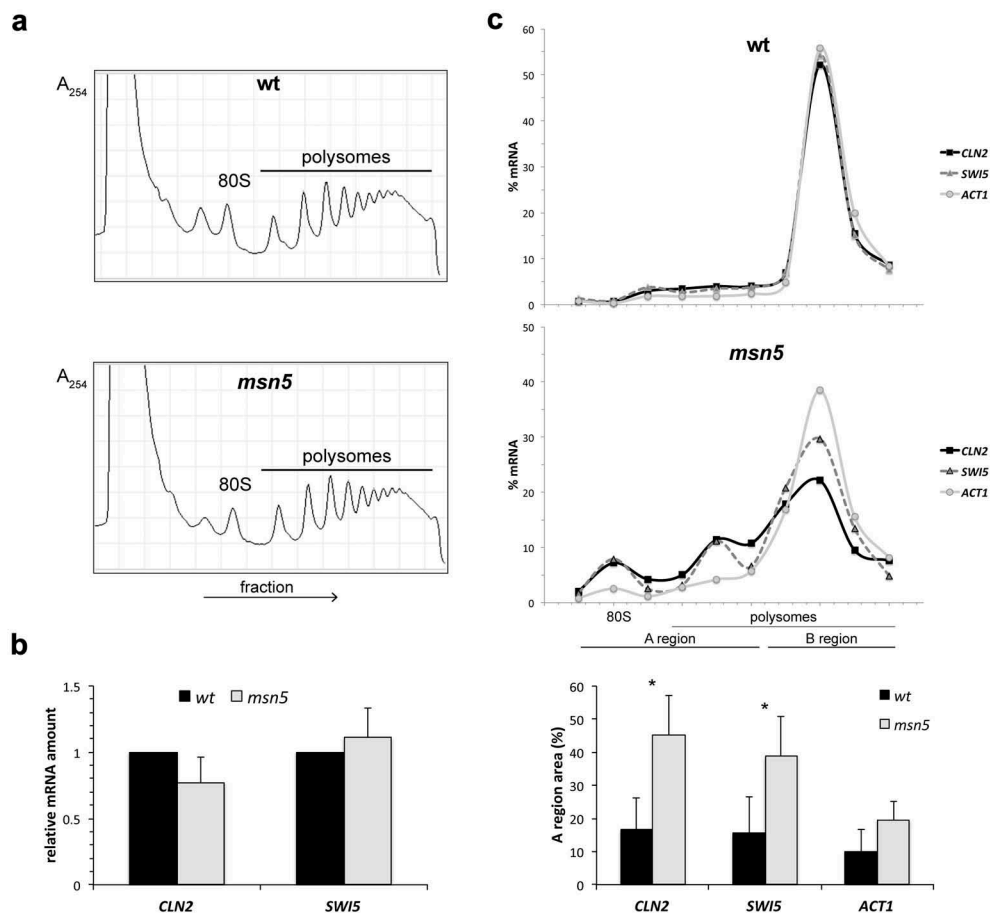 a
wt
A254
80S
polysomes
msn5
A254
80S
polysomes
fraction
b
relative mRNA amount
1.5
1
0.5
0
wt
msn5
CLN2
SWI5
c
wt
% mRNA
60
50
40
30
20
10
0
CLN2
SWI5
ACT1
msn5
% mRNA
50
40
30
20
10
0
CLN2
SWI5
ACT1
80S
polysomes
A region
B region
A region area (%)
60
50
40
30
20
10
0
*
*
wt
msn5
CLN2
SWI5
ACT1